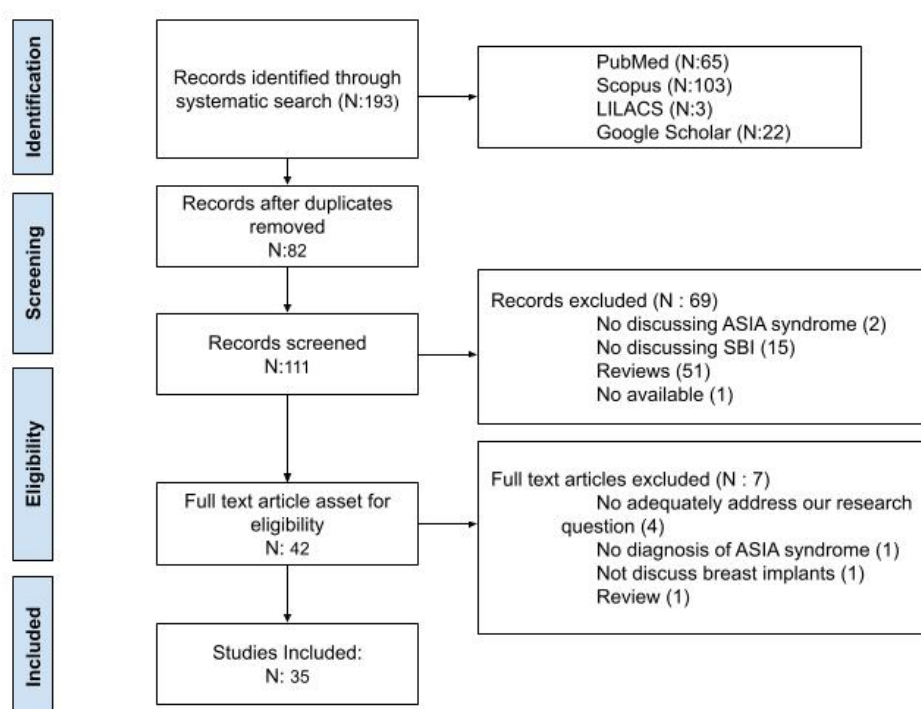 Identification
Records identified through
systematic search (N:193)
PubMed (N:65)
Scopus (N:103)
LILACS (N:3)
Google Scholar (N:22)
Screening
Records after duplicates
removed
N:82
Records screened
N:111
Records excluded (N : 69)
No discussing ASIA syndrome (2)
No discussing SBI (15)
Reviews (51)
No available (1)
Eligibility
Full text article asset for
eligibility
N: 42
Full text articles excluded (N : 7)
No adequately address our research
question (4)
No diagnosis of ASIA syndrome (1)
Not discuss breast implants (1)
Review (1)
Included
Studies Included:
N: 35